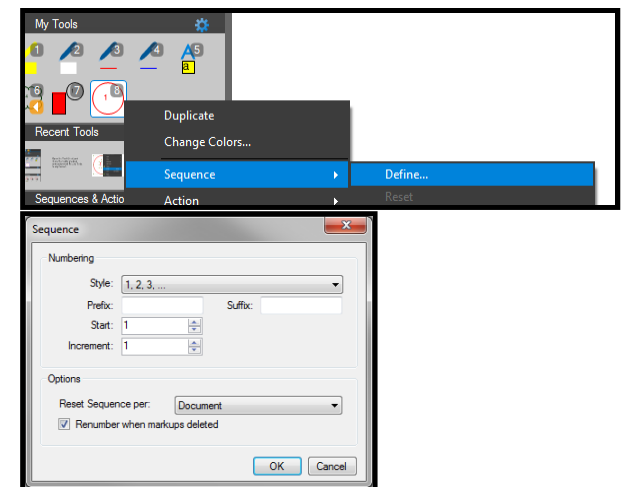 My Tools
1 2 3 4 A 5
a
6 7 1 8
Duplicate
Change Colors...
Recent Tools
Sequence Define...
Sequences & Actio Action Reset
Sequence
Numbering
Style: 1, 2, 3, ...
Prefix: Suffix:
Start: 1
Increment: 1
Options
Reset Sequence per: Document
Renumber when markups deleted
OK Cancel